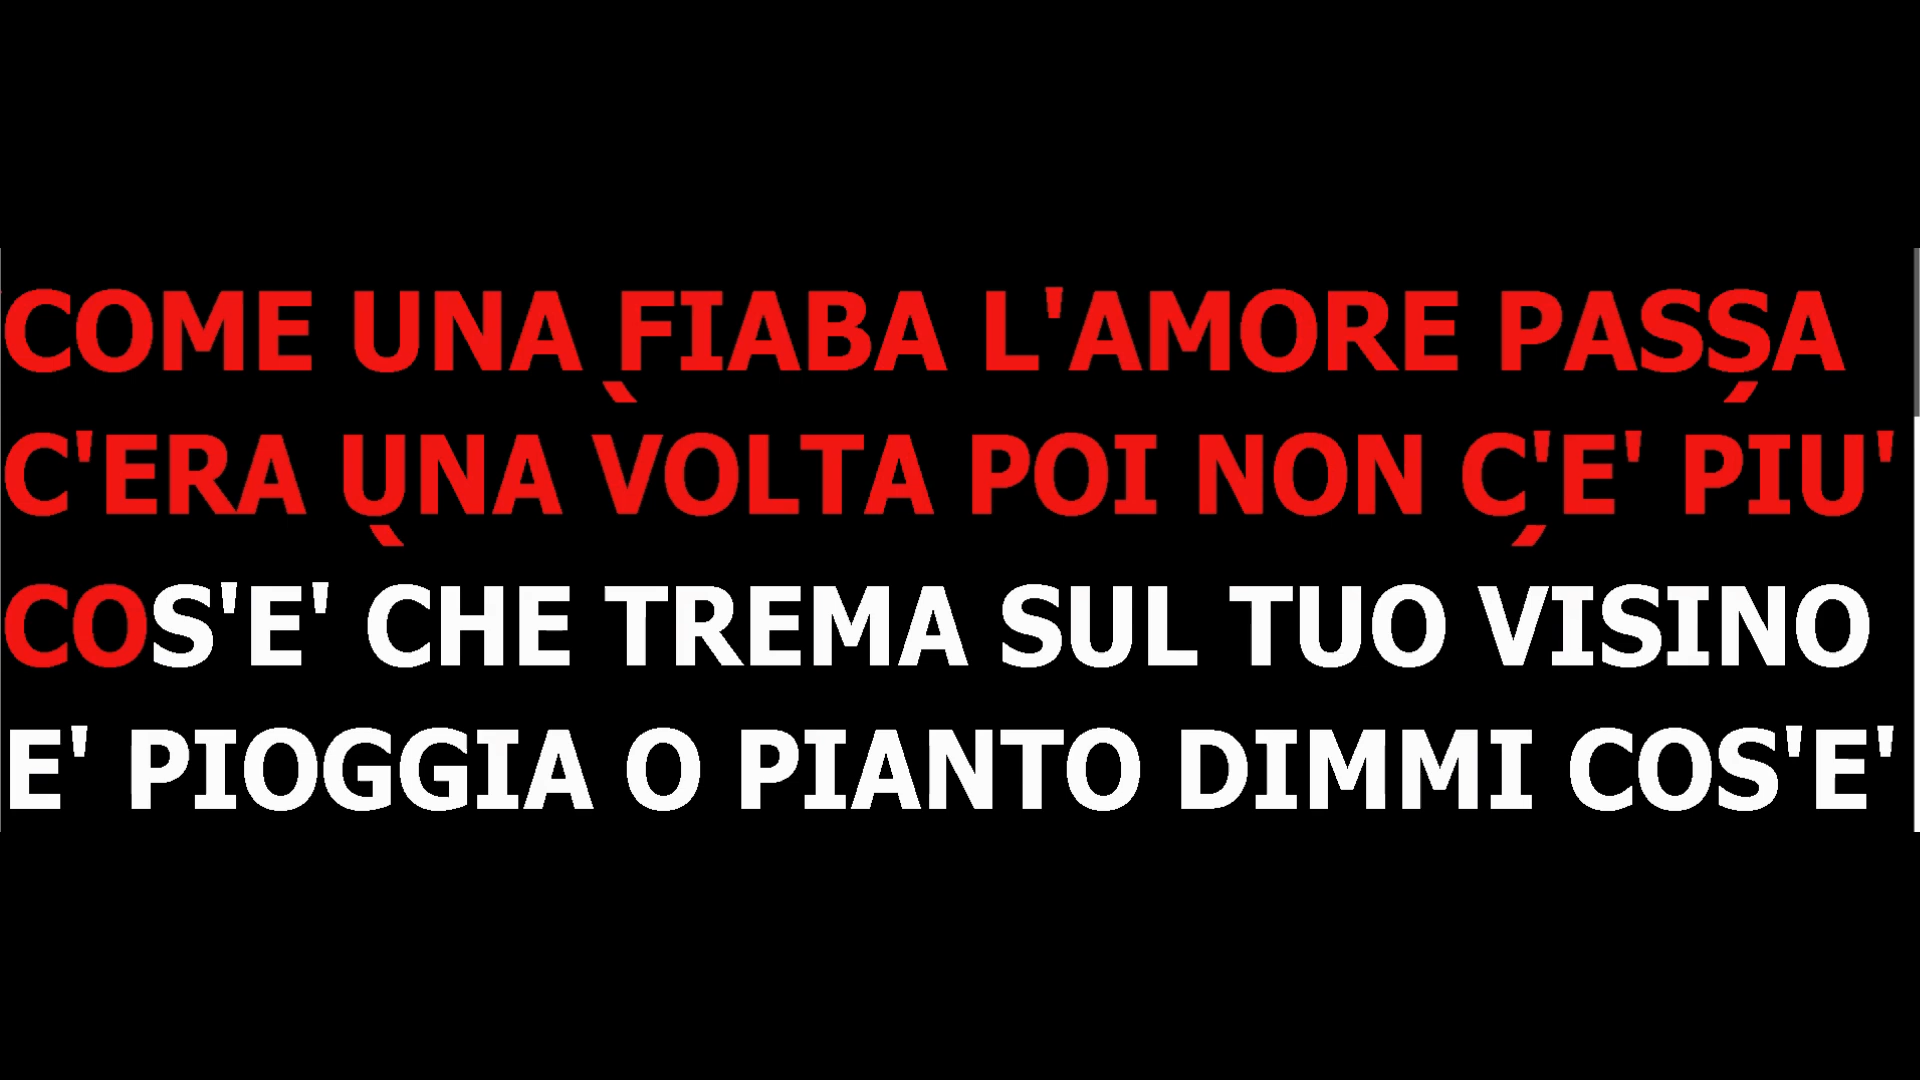 COME UNA FIABA L'AMORE PASSA
C'ERA UNA VOLTA POI NON C'E' PIU'
COS'E' CHE TREMA SUL TUO VISINO
E' PIOGGIA O PIANTO DIMMI COS'E'